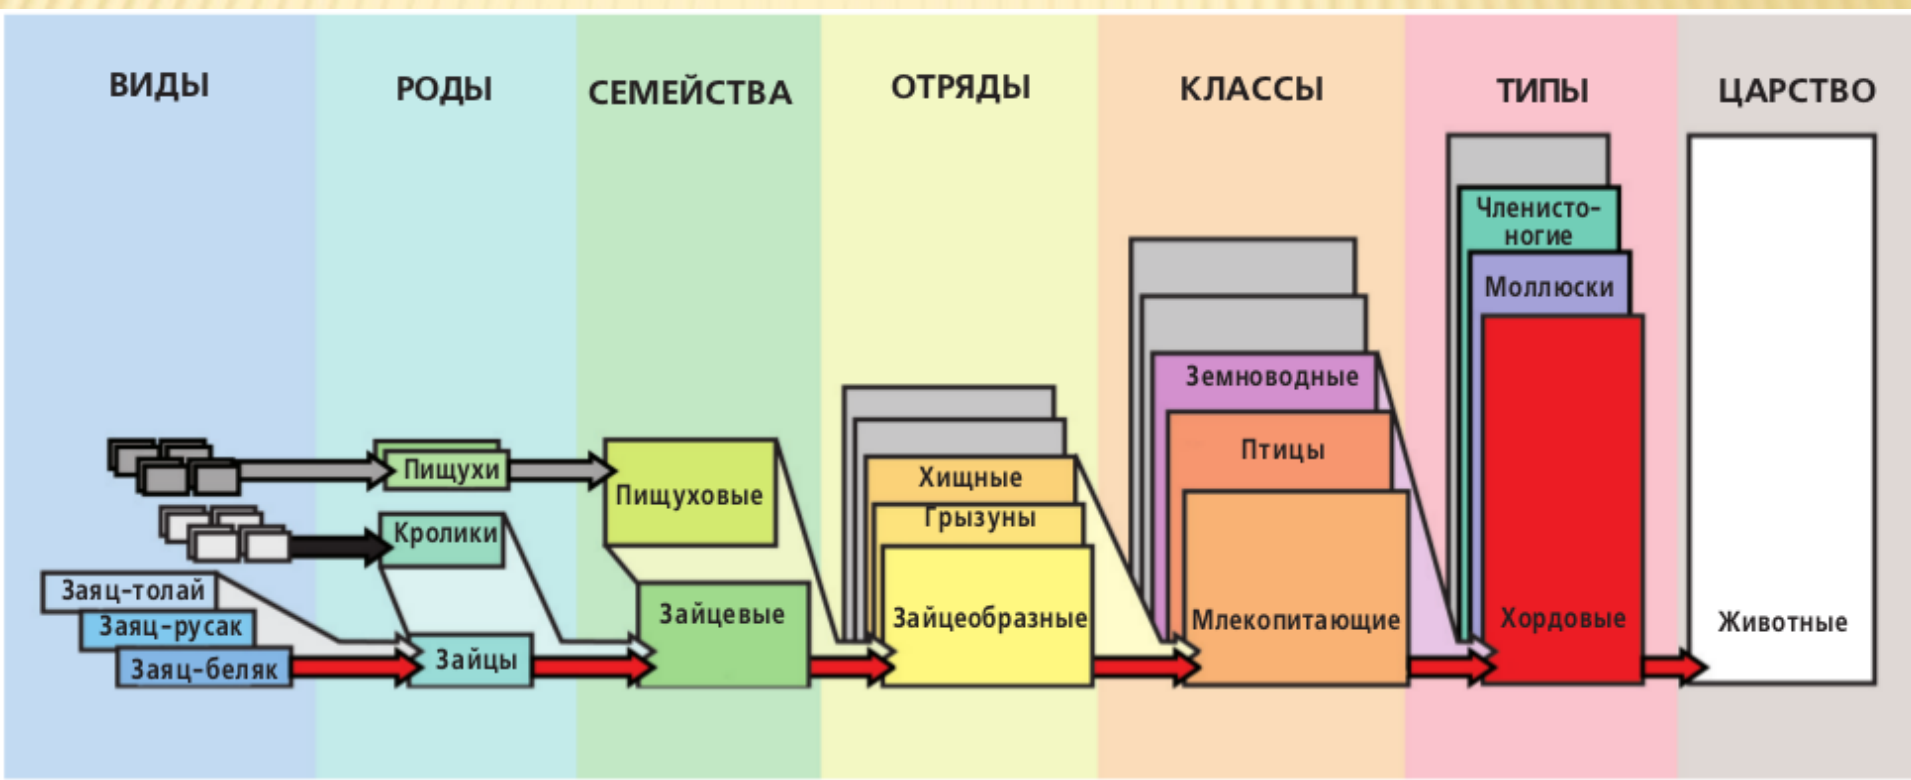 ВИДЫ
РОДЫ
СЕМЕЙСТВА
ОТРЯДЫ
КЛАССЫ
ТИПЫ
ЦАРСТВО
Заяц-толай
Заяц-русак
Заяц-беляк
Пищухи
Кролики
Зайцы
Пищуховые
Зайцевые
Хищные
Грызуны
Зайцеобразные
Земноводные
Птицы
Млекопитающие
Членисто-
ногие
Моллюски
Хордовые
Животные